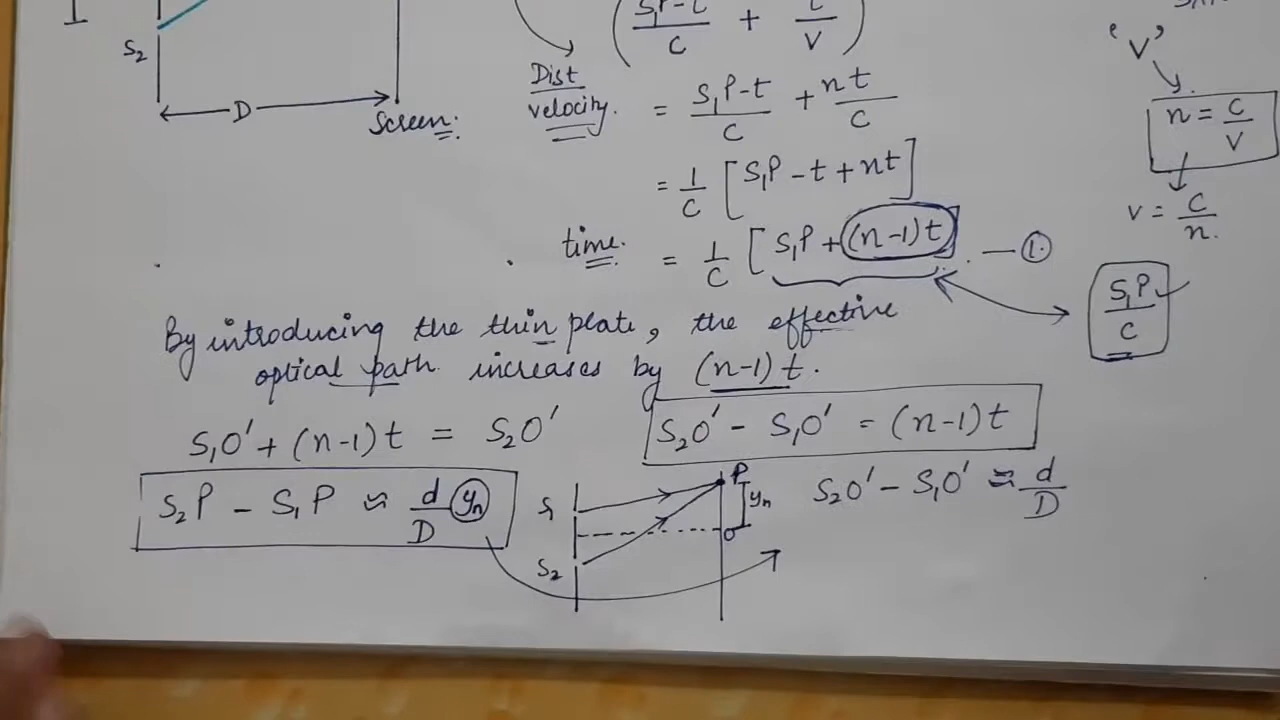 (S₁P-t/C + t/V)
'V'
S₂
Dist
velocity.
= S₁P-t/C + nt/C
n = C/V
D
Screen.
= 1/C [S₁P - t + nt]
V = C/n.
time.
= 1/C [S₁P + (n-1)t]. — ①
S₁P/C
By introducing the thin plate, the effective
optical path increases by (n-1)t.
S₁O' + (n-1)t = S₂O'
S₂O' - S₁O' = (n-1)t
S₂P - S₁P ≈ d/D yₙ
S₁
P
yₙ
O
S₂
S₂O' - S₁O' ≈ d/D